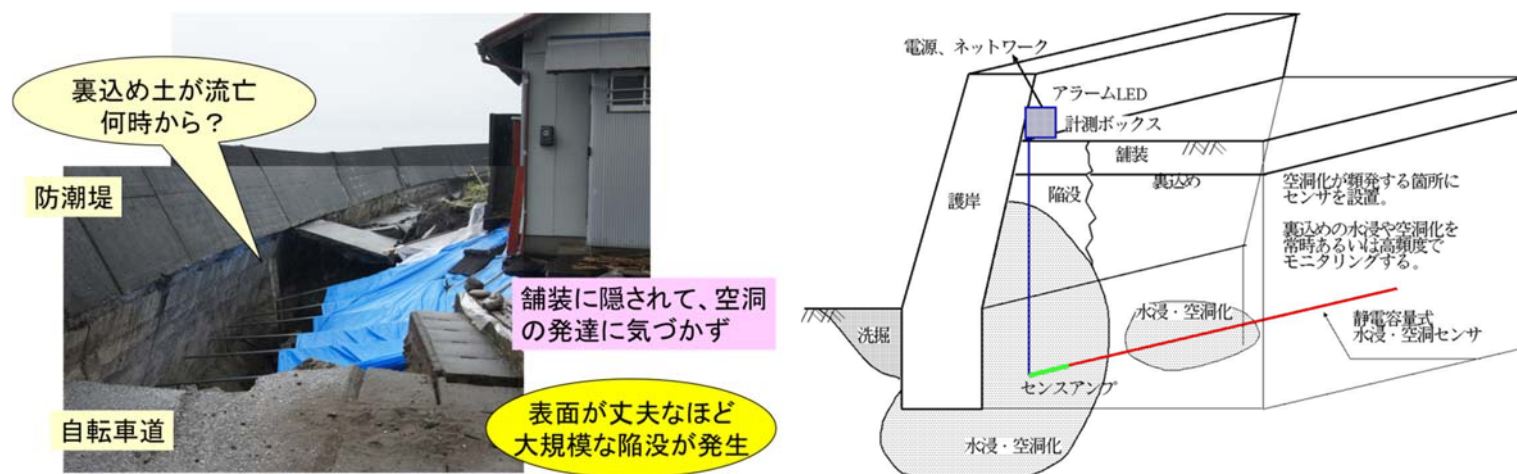 裏込め土が流亡
何時から?
防潮堤
舗装に隠されて、空洞
の発達に気づかず
表面が丈夫なほど
大規模な陥没が発生
自転車道
電源、ネットワーク
アラームLED
計測ボックス
舗装
裏込め
陥没
護岸
空洞化が頻発する箇所に
センサを設置。
裏込めの水浸や空洞化を
常時あるいは高頻度で
モニタリングする。
水浸・空洞化
静電容量式
水浸・空洞センサ
洗掘
センスアンプ
水浸・空洞化